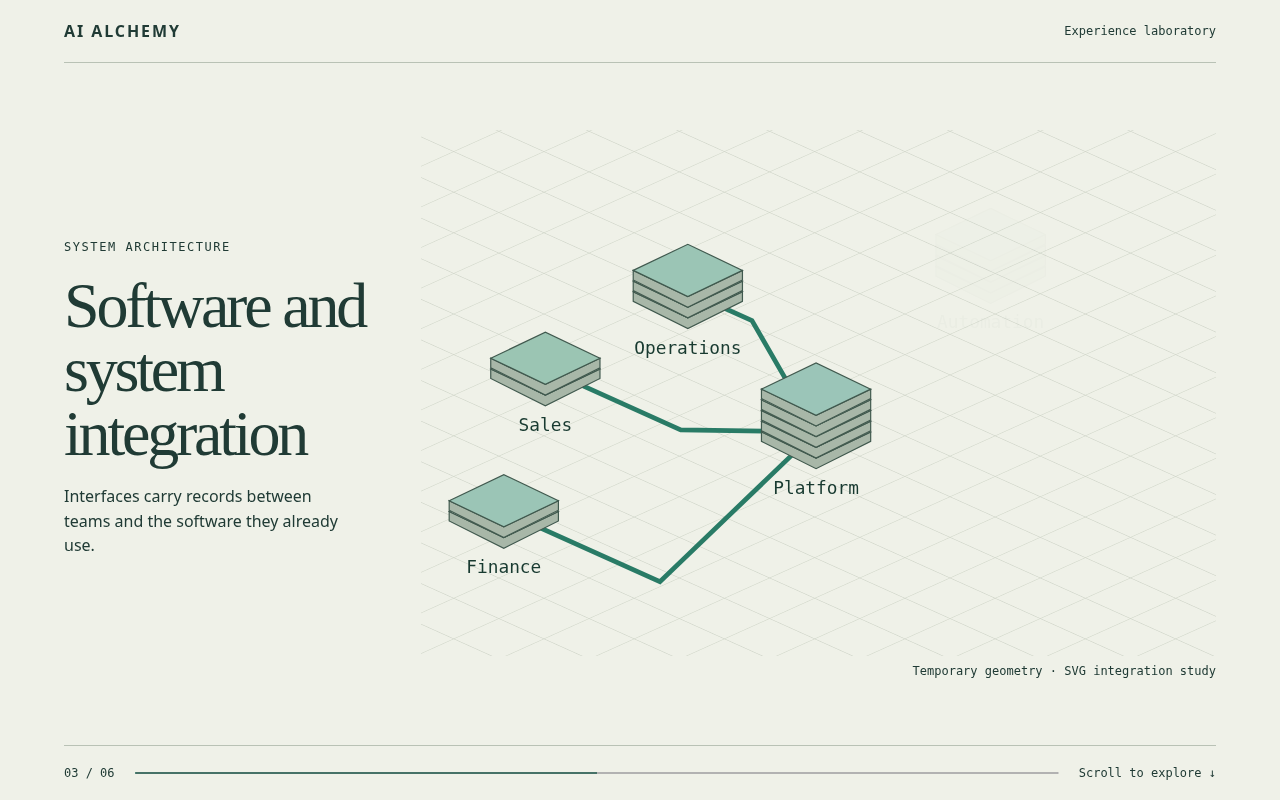 AI ALCHEMY
Experience laboratory
SYSTEM ARCHITECTURE
Software and
system
integration
Interfaces carry records between
teams and the software they already
use.
Operations
Sales
Platform
Finance
Temporary geometry · SVG integration study
03 / 06
Scroll to explore ↓